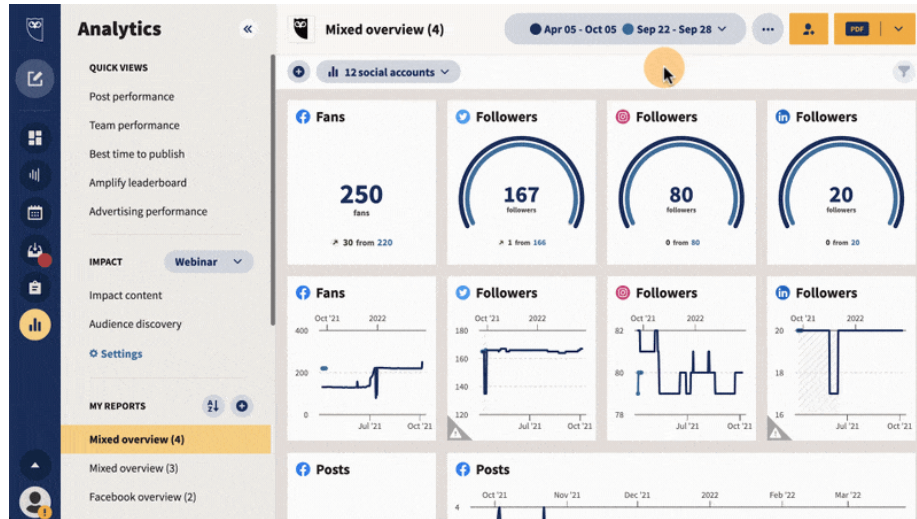 Analytics
«
QUICK VIEWS
Post performance
Team performance
Best time to publish
Amplify leaderboard
Advertising performance
IMPACT
Webinar
Impact content
Audience discovery
Settings
MY REPORTS
Mixed overview (4)
Mixed overview (3)
Facebook overview (2)
Mixed overview (4)
Apr 05 - Oct 05 Sep 22 - Sep 28
PDF
12 social accounts
Fans
250
fans
↗ 30 from 220
Followers
167
followers
↗ 1 from 166
Followers
80
followers
0 from 80
Followers
20
followers
0 from 20
Fans
Oct '21 2022
400
200
0
Jul '21 Oct '21
Followers
Oct '21 2022
180
160
140
120
Jul '21 Oct '21
Followers
Oct '21 2022
82
80
78
Jul '21 Oct '21
Followers
Oct '21 2022
20
18
16
Jul '21 Oct '21
Posts
Posts
Oct '21 Nov '21 Dec '21 2022 Feb '22 Mar '22
4